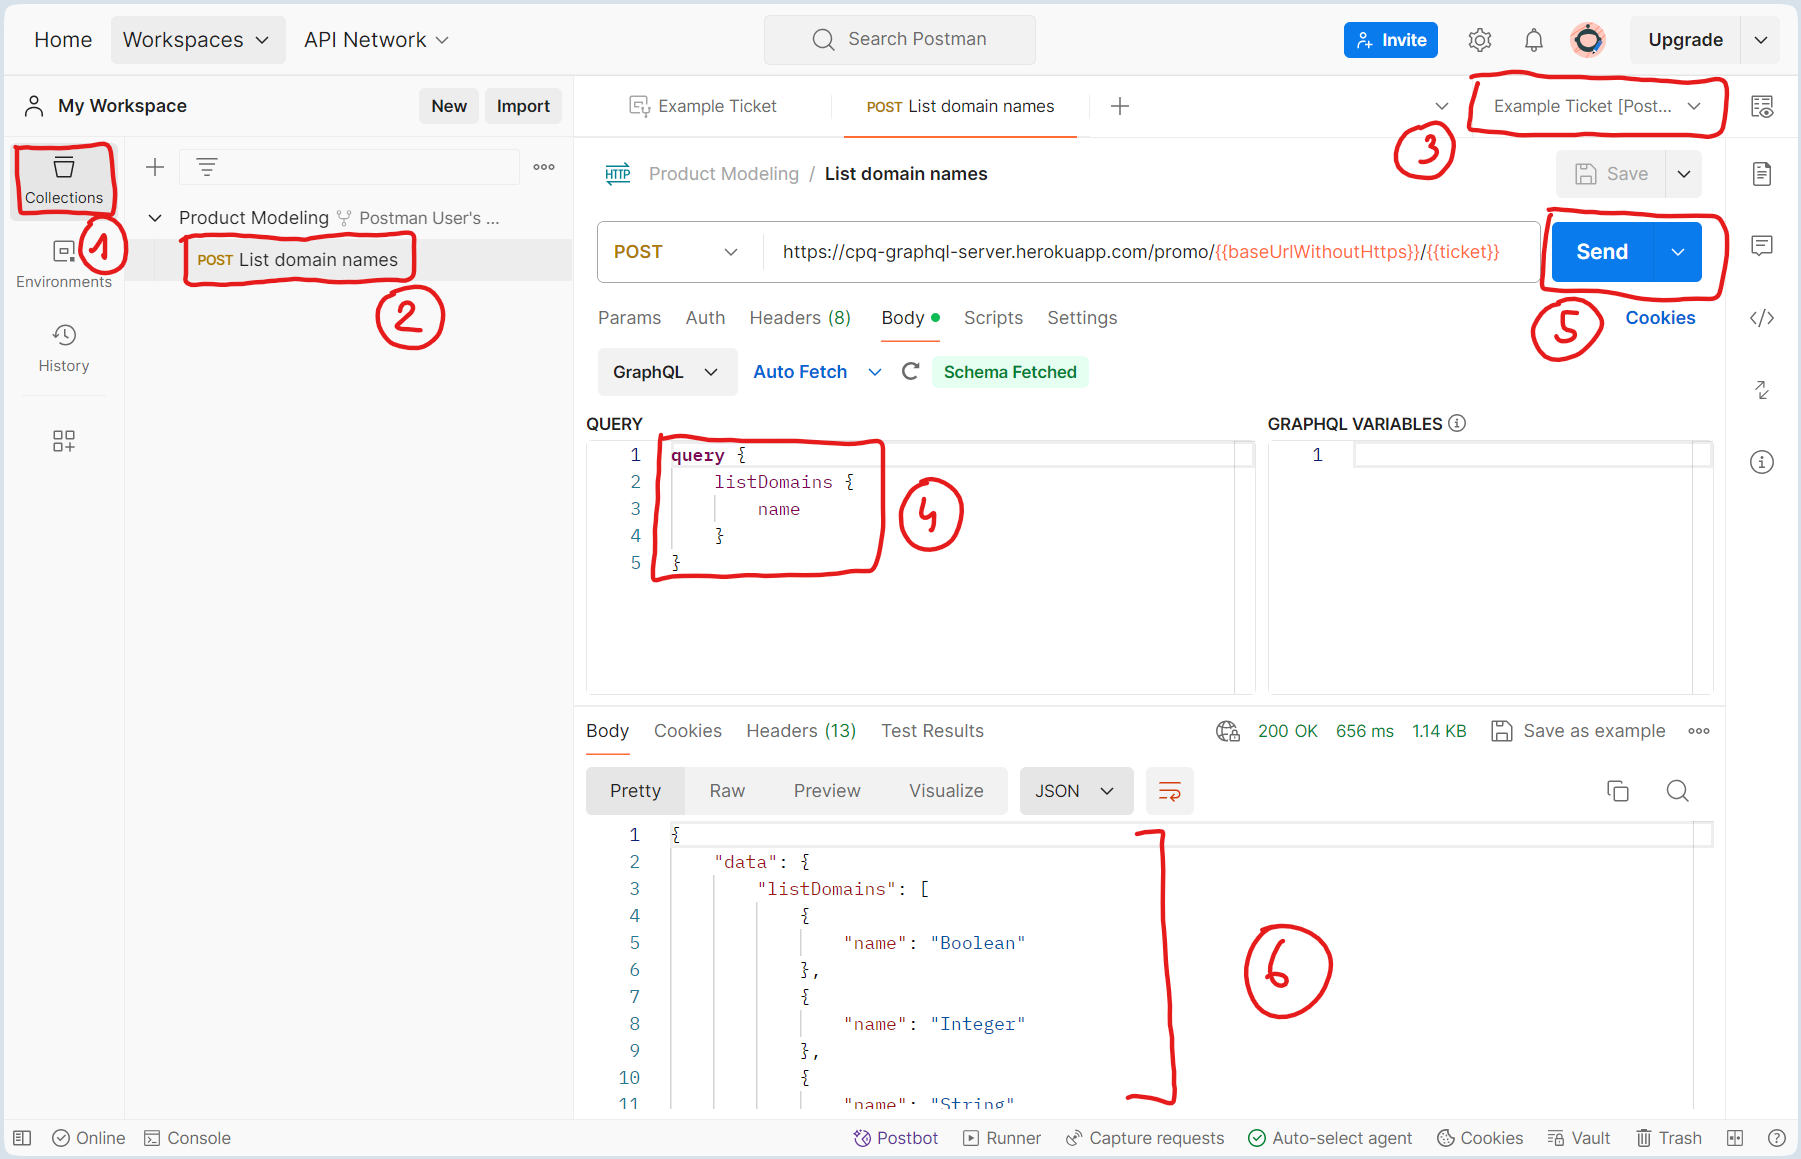 Home Workspaces API Network Search Postman Invite Upgrade
My Workspace New Import Example Ticket POST List domain names Example Ticket [Post...
3
Collections
HTTP Product Modeling / List domain names Save
Product Modeling Postman User's ...
1
POST List domain names
POST https://cpq-graphql-server.herokuapp.com/promo/{{baseUrlWithoutHttps}}/{{ticket}} Send
Environments
2
Params Auth Headers (8) Body Scripts Settings Cookies
5
History
GraphQL Auto Fetch Schema Fetched
QUERY
GRAPHQL VARIABLES
1 query {
2 listDomains {
3 name
4 }
5 }
4
1
Body Cookies Headers (13) Test Results 200 OK 656 ms 1.14 KB Save as example
Pretty Raw Preview Visualize JSON
1 {
2 "data": {
3 "listDomains": [
4 {
5 "name": "Boolean"
6 },
7 {
8 "name": "Integer"
9 },
10 {
11 "name": "String"
6
Online Console Postbot Runner Capture requests Auto-select agent Cookies Vault Trash